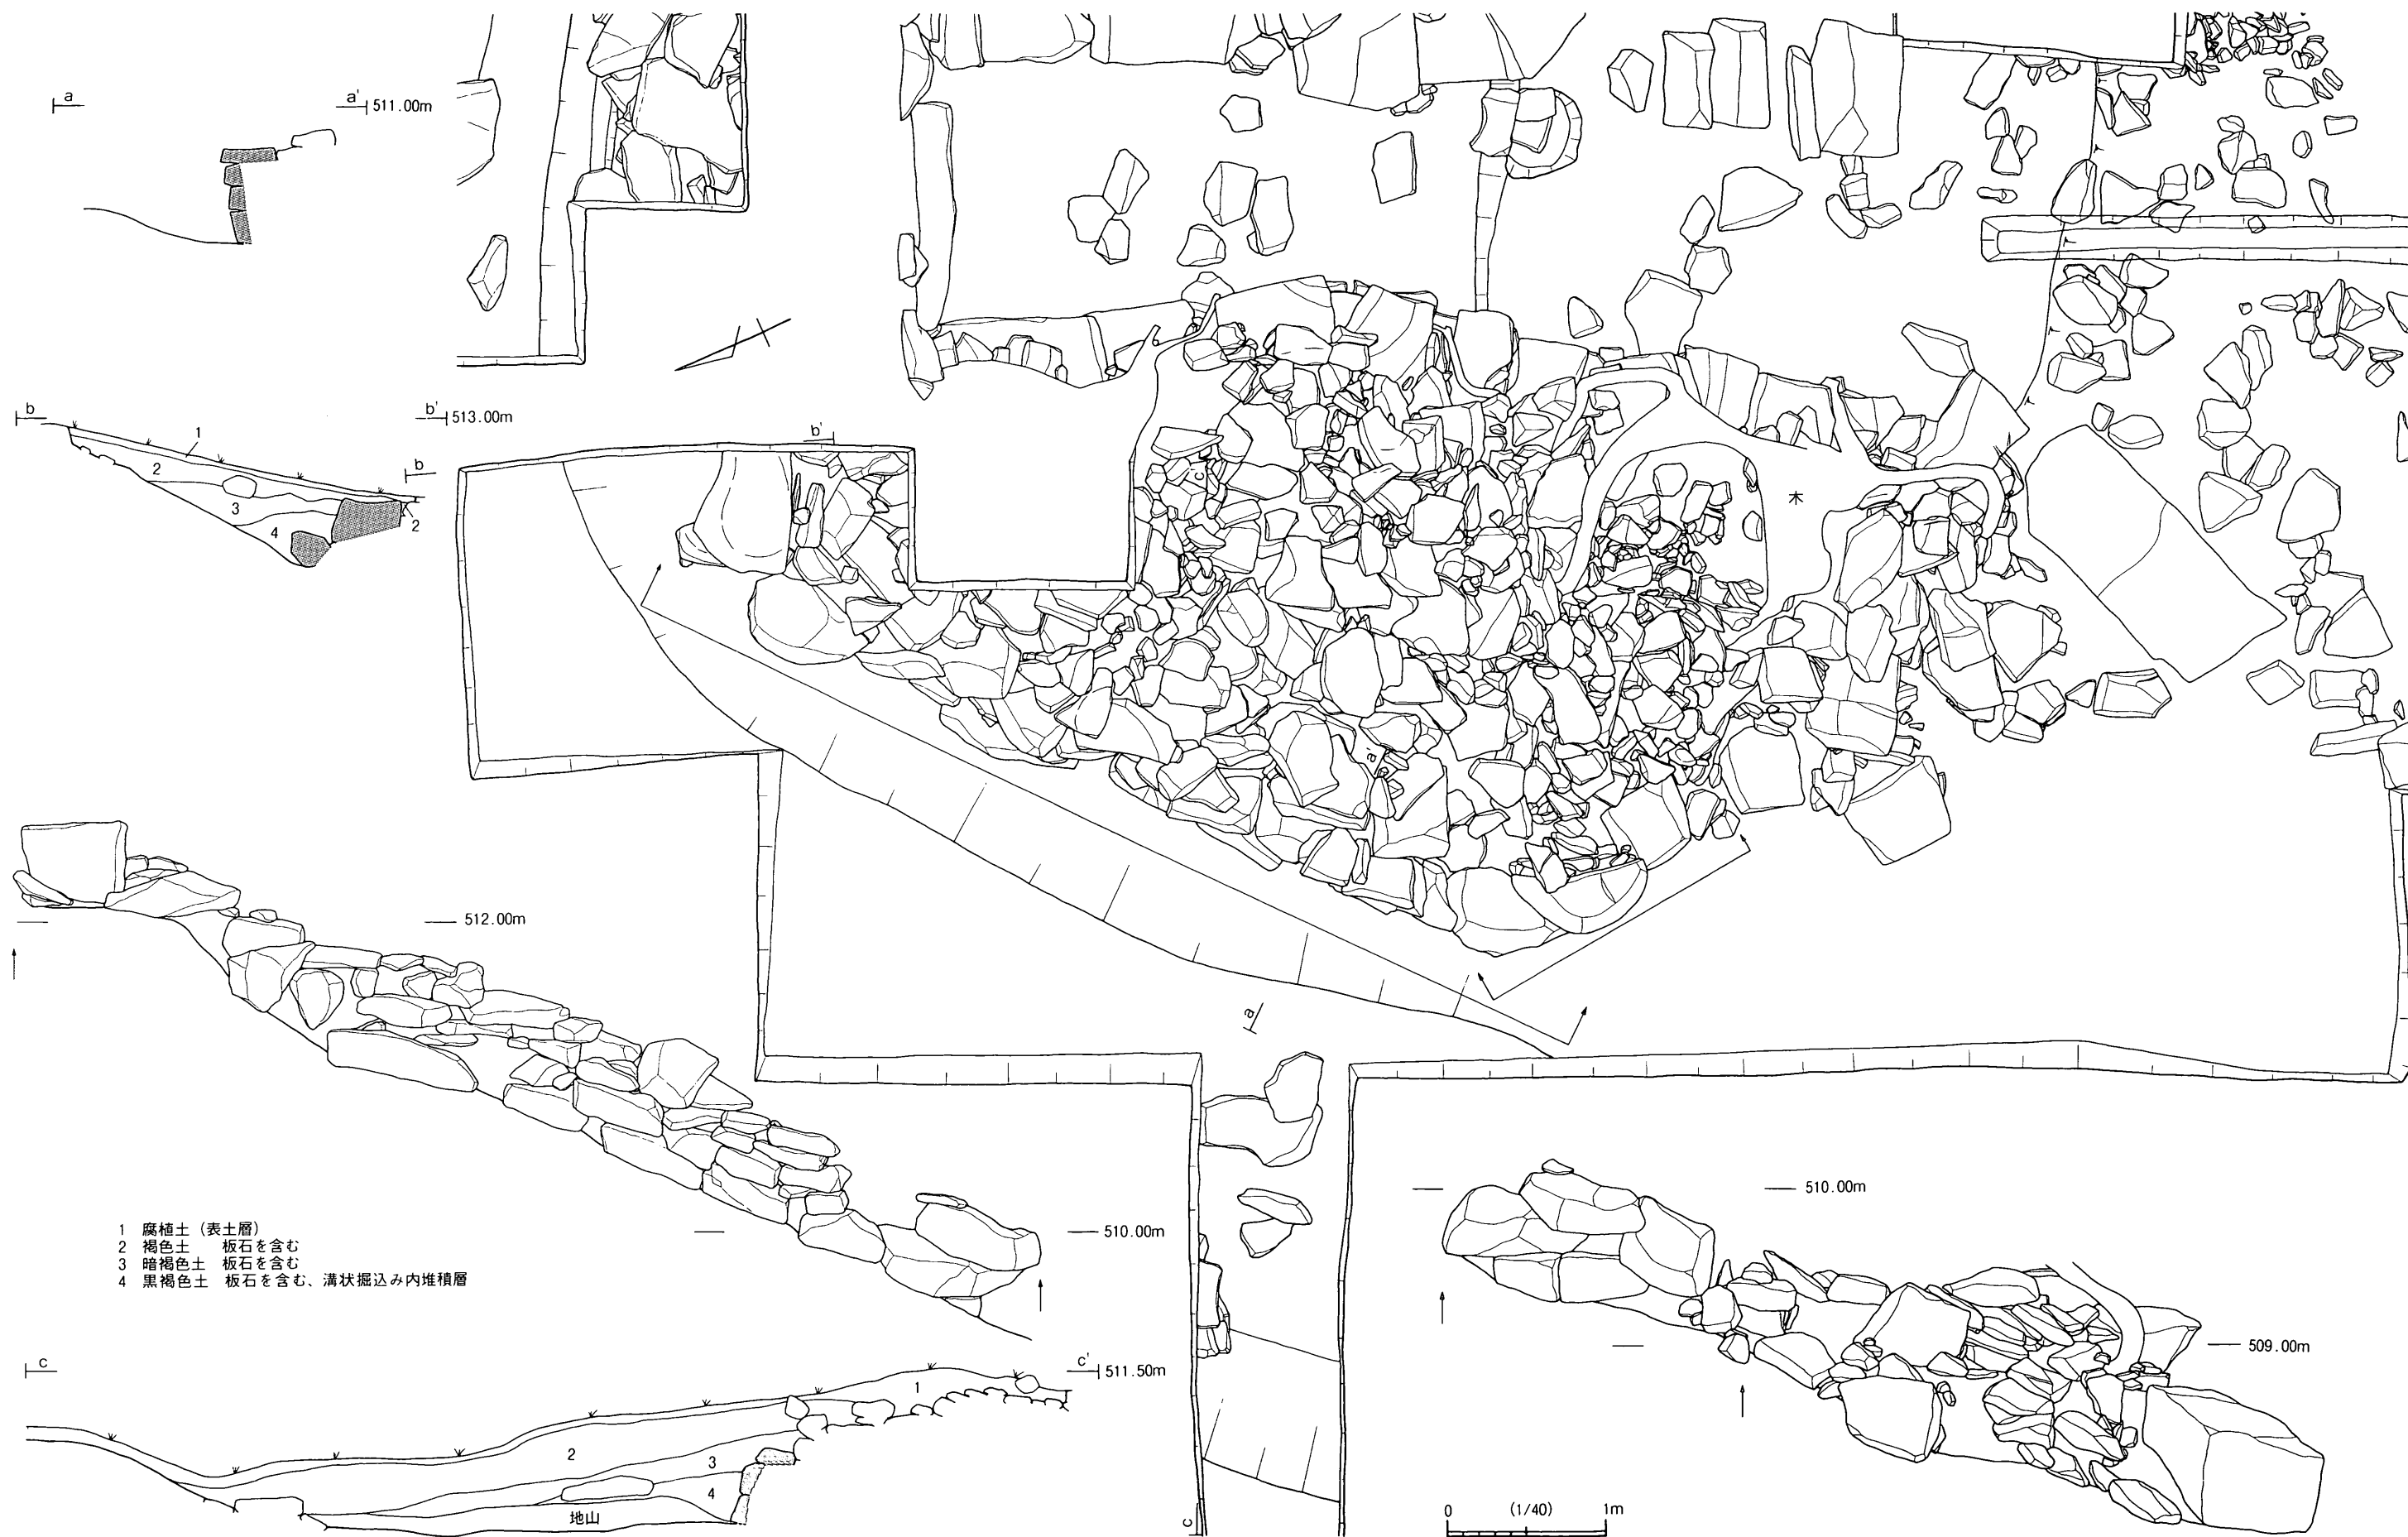 a a' 511.00m
b b' 513.00m
1
b
2
3
4
2
b'
c'
木
a'
512.00m
a
510.00m
510.00m
509.00m
1 腐植土(表土層)
2 褐色土 板石を含む
3 暗褐色土 板石を含む
4 黒褐色土 板石を含む、溝状掘込み内堆積層
c c' 511.50m
1
2
3
4
地山
c
0 (1/40) 1m